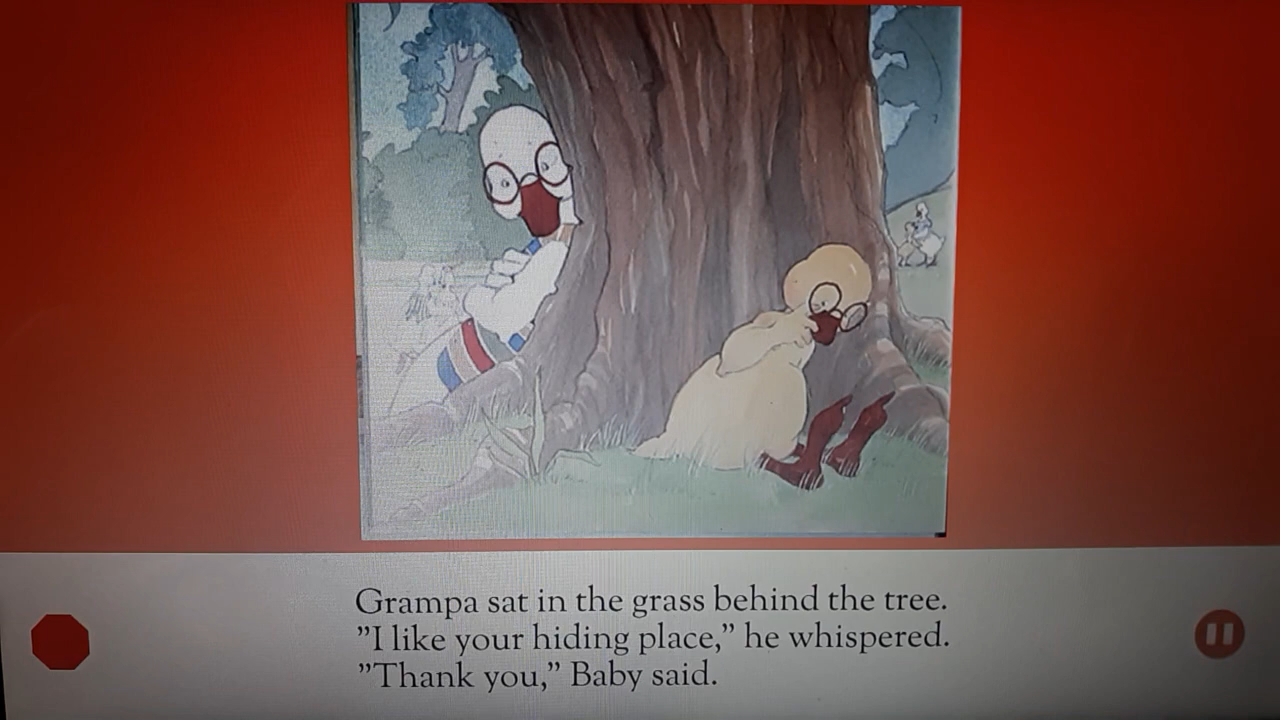 Grampa sat in the grass behind the tree.
”I like your hiding place,” he whispered.
”Thank you,” Baby said.